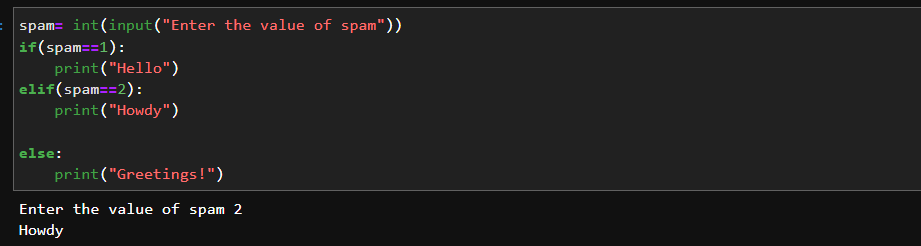 spam= int(input("Enter the value of spam"))
if(spam==1):
    print("Hello")
elif(spam==2):
    print("Howdy")
else:
    print("Greetings!")
Enter the value of spam 2
Howdy